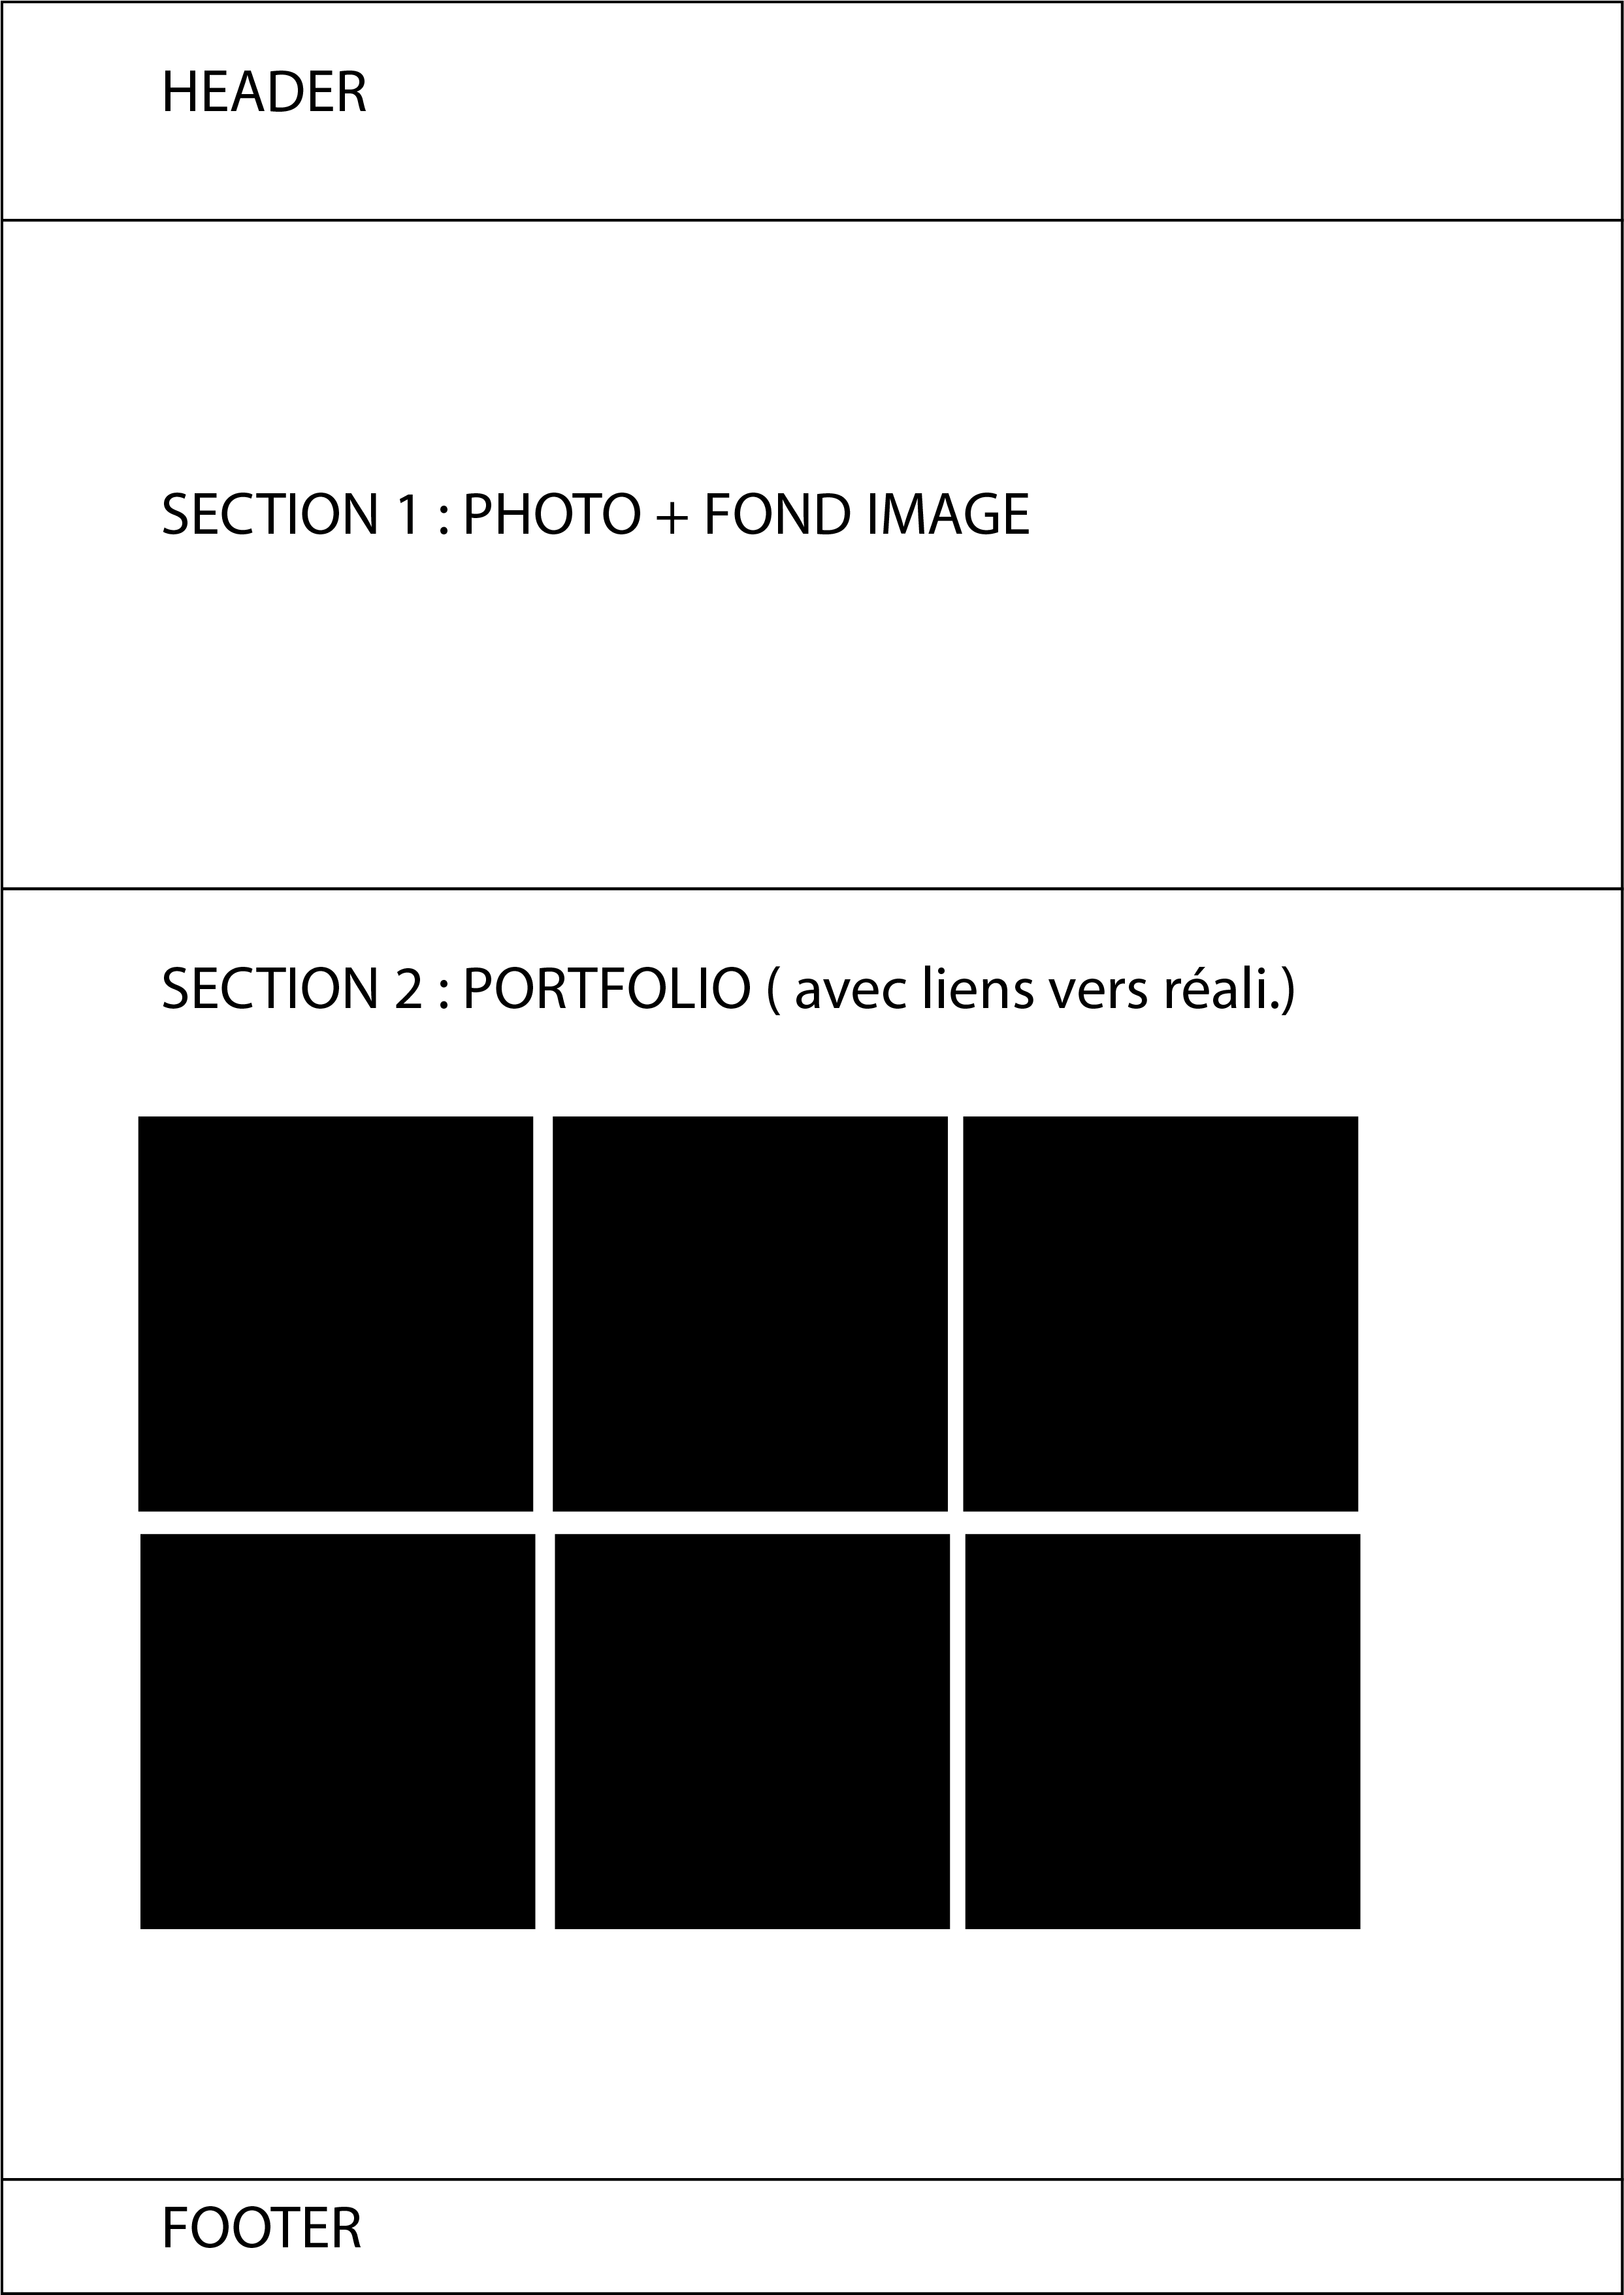 HEADER
SECTION 1 : PHOTO + FOND IMAGE
SECTION 2 : PORTFOLIO ( avec liens vers réali.)
FOOTER